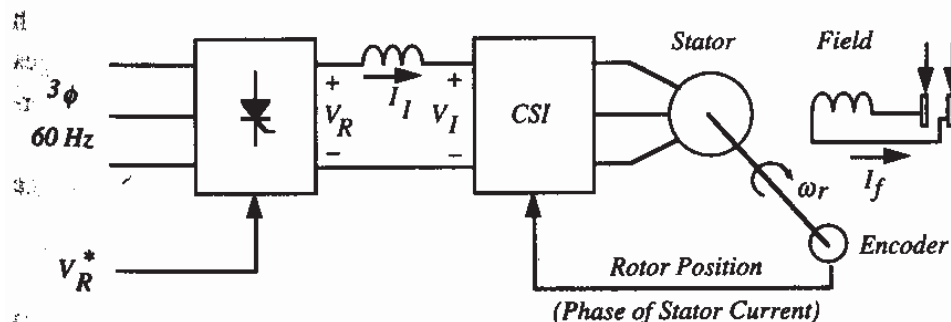 Stator
Field
3ϕ
60 Hz
+
V_R
−
I_I
+
V_I
−
CSI
ω_r
I_f
Encoder
V_R*
Rotor Position
(Phase of Stator Current)